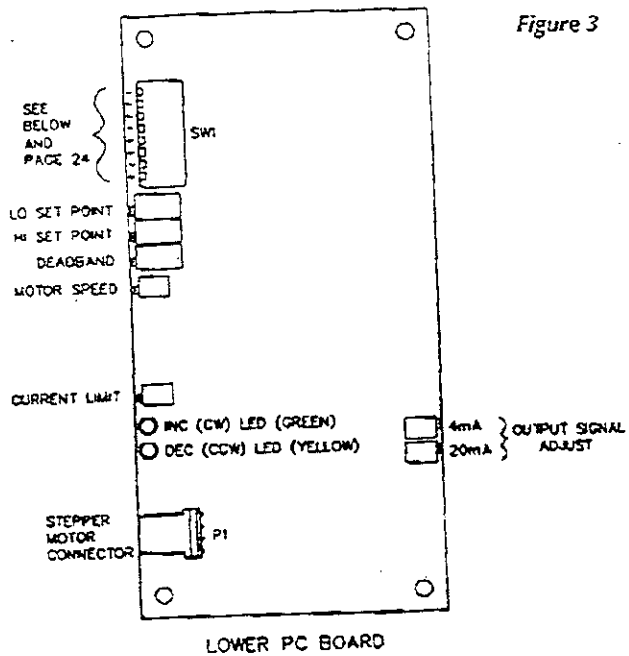 Figure 3
SEE
BELOW
AND
PAGE 24
SW1
LO SET POINT
HI SET POINT
DEADBAND
MOTOR SPEED
CURRENT LIMIT
INC (CW) LED (GREEN)
DEC (CCW) LED (YELLOW)
4mA
20mA
OUTPUT SIGNAL
ADJUST
STEPPER
MOTOR
CONNECTOR
P1
LOWER PC BOARD